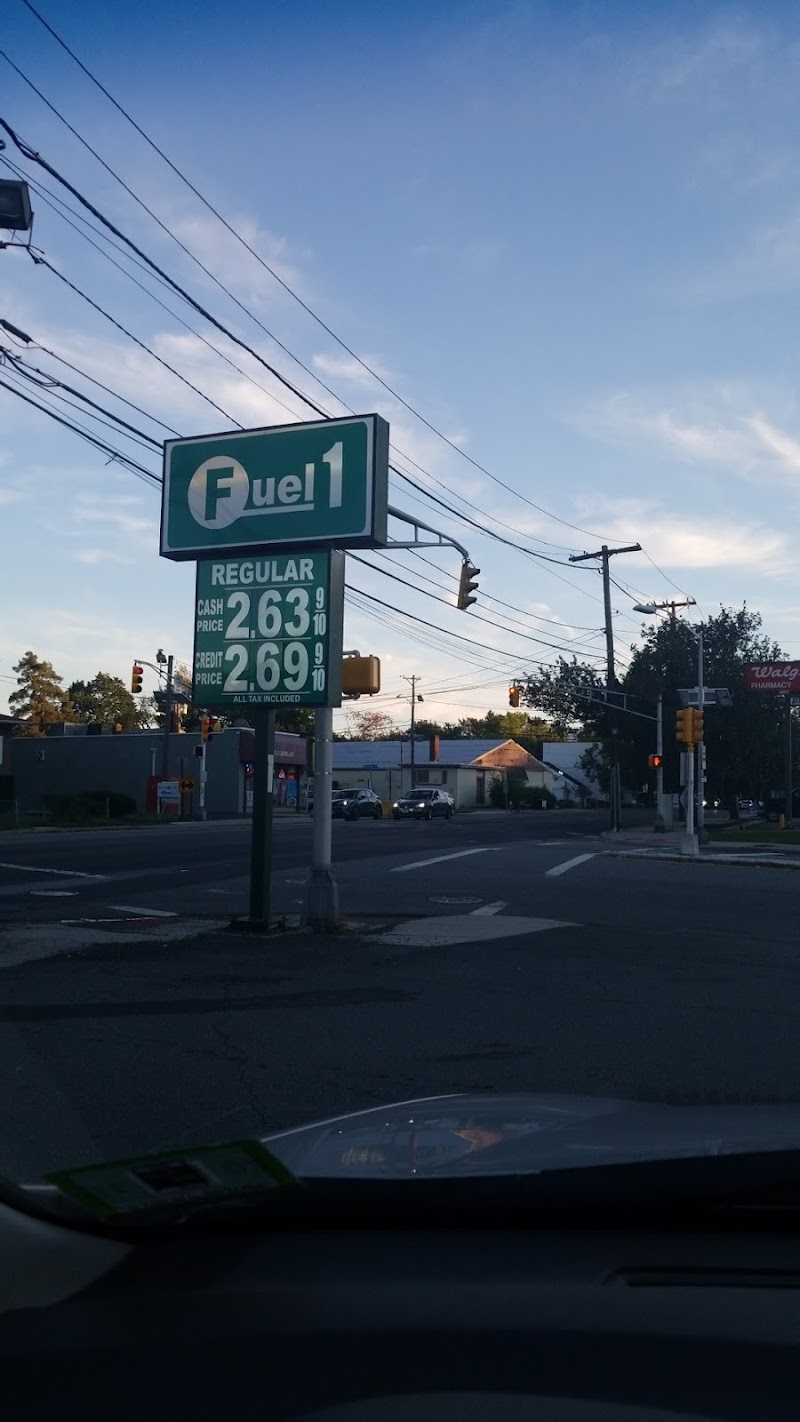 Fuel 1
REGULAR
CASH PRICE 2.63 9/10
CREDIT PRICE 2.69 9/10
ALL TAX INCLUDED
Walg
PHARMACY